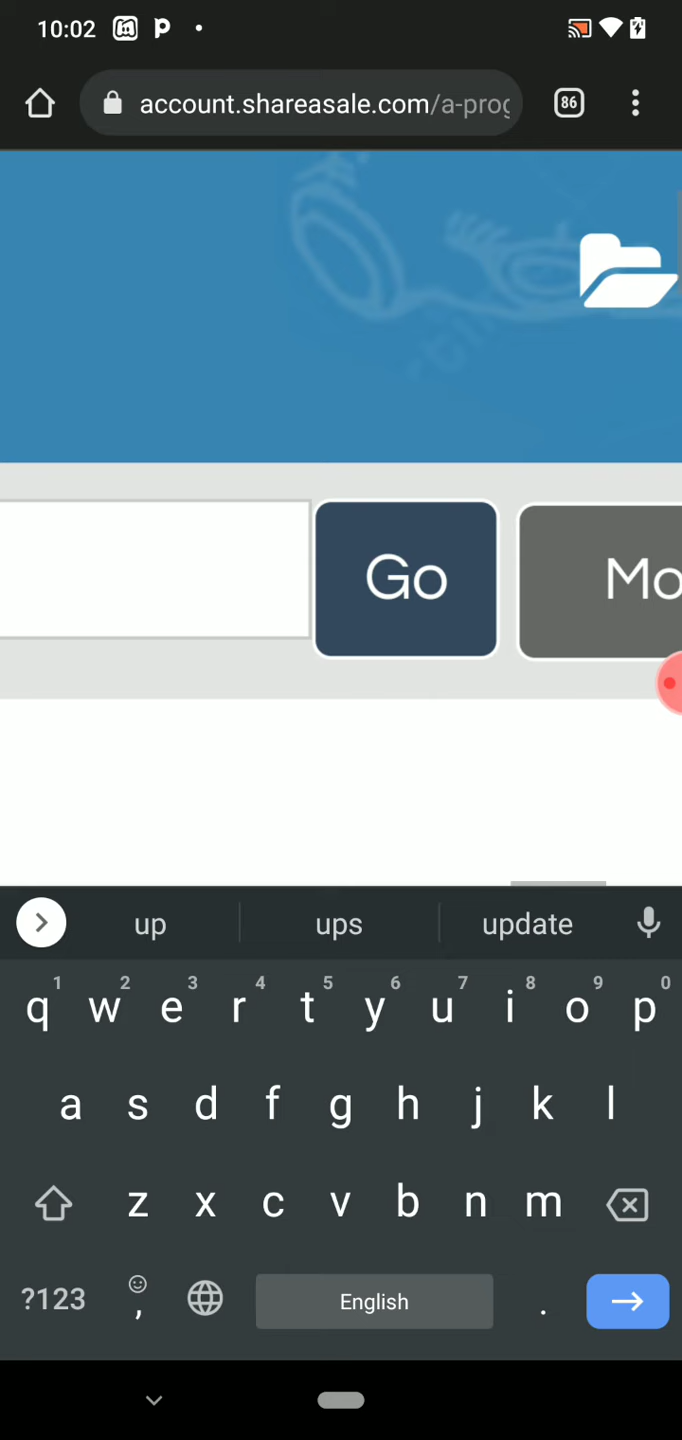 10:02
account.shareasale.com/a-prog
86
Go
Mo
up
ups
update
1 2 3 4 5 6 7 8 9 0
q w e r t y u i o p
a s d f g h j k l
z x c v b n m
?123 , English .